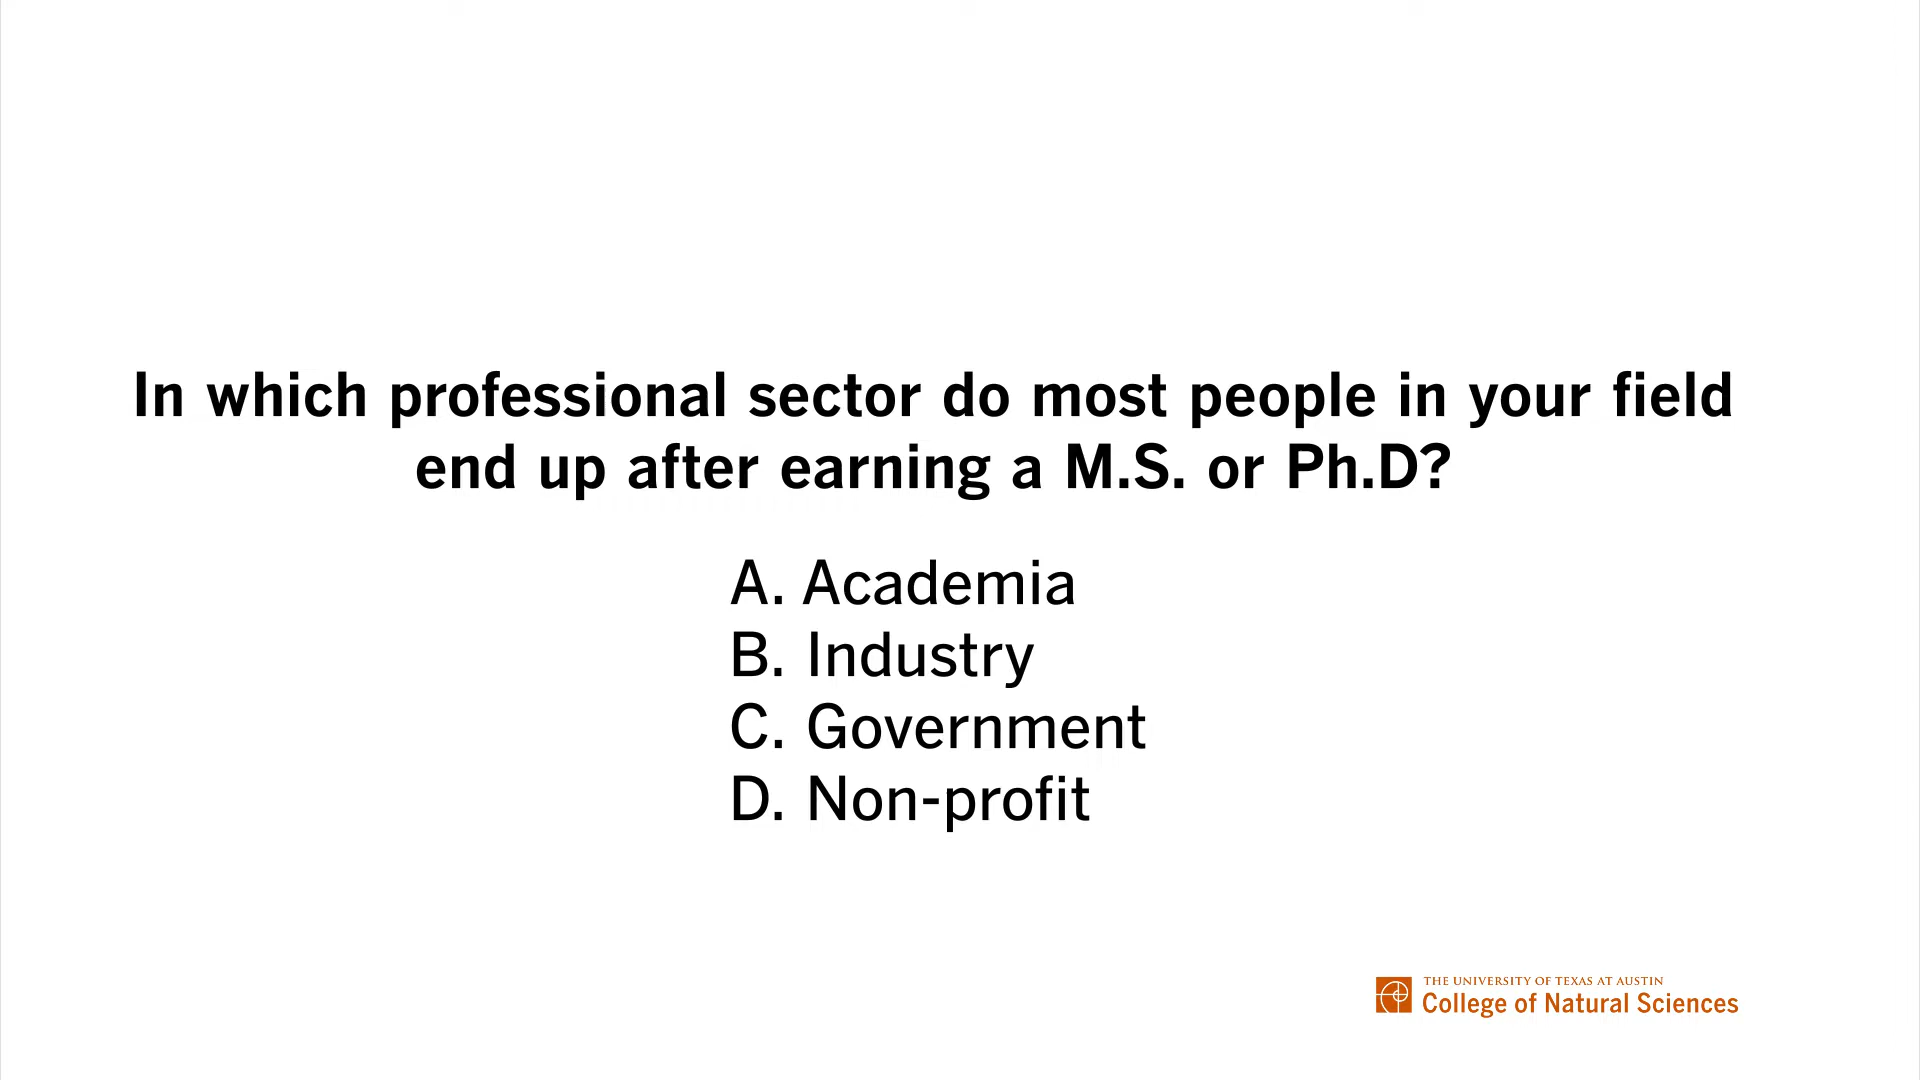 In which professional sector do most people in your field
end up after earning a M.S. or Ph.D?
A. Academia
B. Industry
C. Government
D. Non-profit
THE UNIVERSITY OF TEXAS AT AUSTIN
College of Natural Sciences